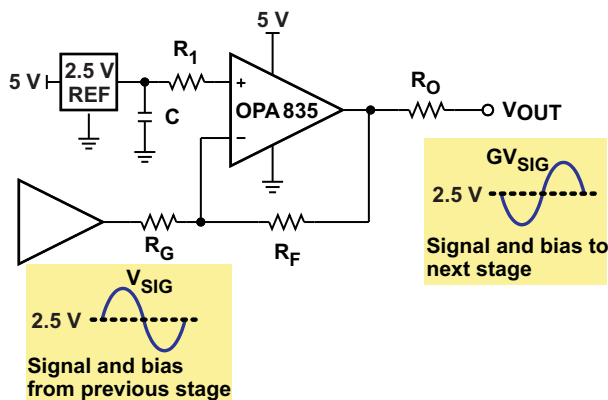 5 V
R1
5 V
2.5 V
REF
+
OPA835
−
C
RO
VOUT
GVSIG
2.5 V
Signal and bias to
next stage
RG
RF
VSIG
2.5 V
Signal and bias
from previous stage